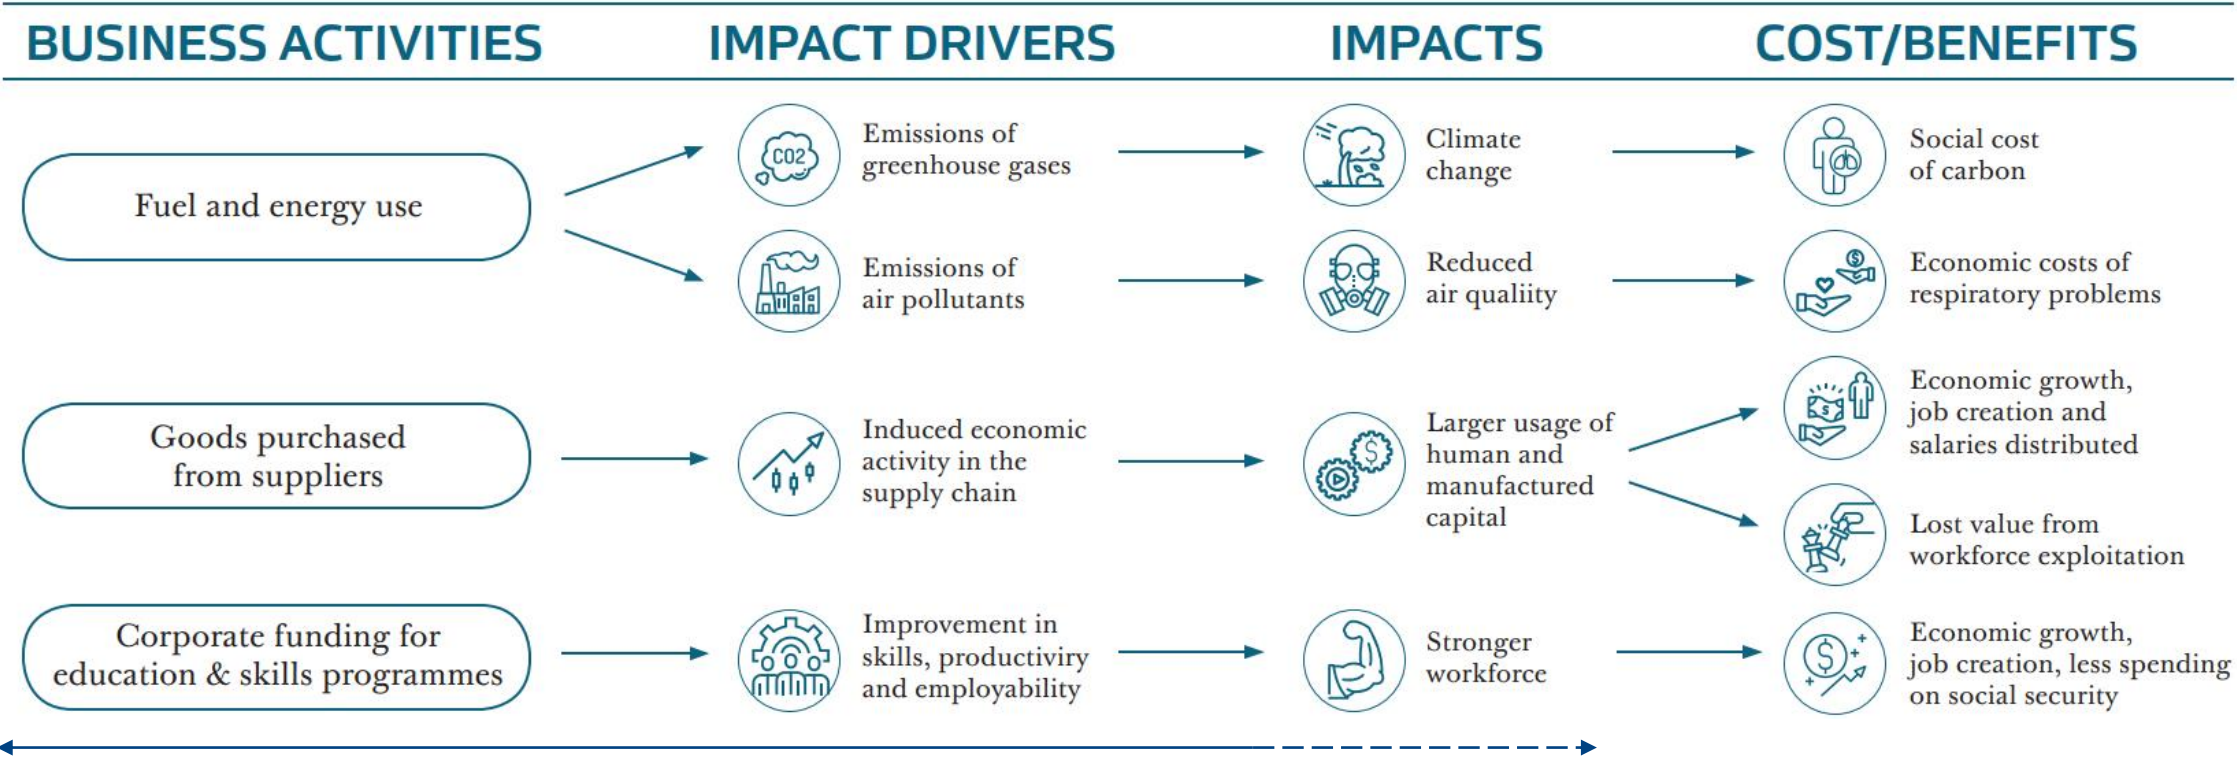 BUSINESS ACTIVITIES
IMPACT DRIVERS
IMPACTS
COST/BENEFITS
Fuel and energy use
CO2
Emissions of
greenhouse gases
Climate
change
Social cost
of carbon
Emissions of
air pollutants
Reduced
air qualiity
$
Economic costs of
respiratory problems
Goods purchased
from suppliers
Induced economic
activity in the
supply chain
$
Larger usage of
human and
manufactured
capital
$
Economic growth,
job creation and
salaries distributed
Lost value from
workforce exploitation
Corporate funding for
education & skills programmes
Improvement in
skills, productiviry
and employability
Stronger
workforce
$
Economic growth,
job creation, less spending
on social security